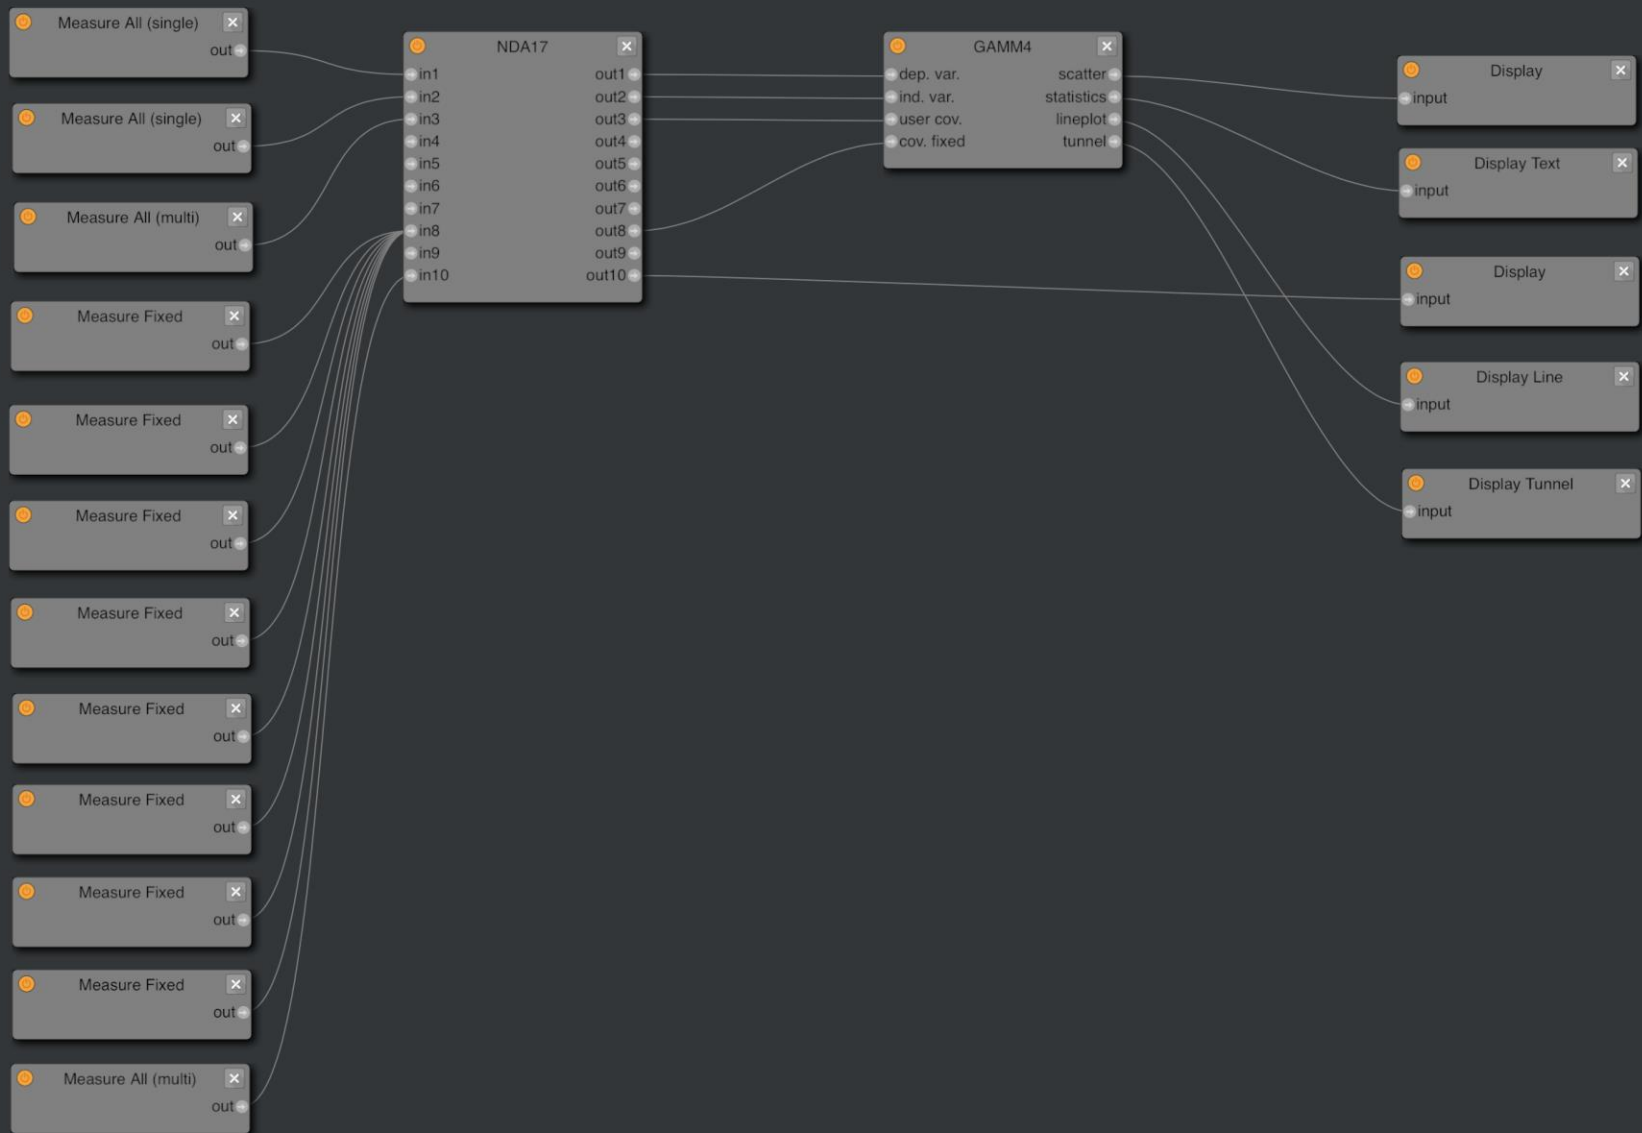 Measure All (single)
out
Measure All (single)
out
Measure All (multi)
out
Measure Fixed
out
Measure Fixed
out
Measure Fixed
out
Measure Fixed
out
Measure Fixed
out
Measure Fixed
out
Measure Fixed
out
Measure Fixed
out
Measure All (multi)
out
NDA17
in1 out1
in2 out2
in3 out3
in4 out4
in5 out5
in6 out6
in7 out7
in8 out8
in9 out9
in10 out10
GAMM4
dep. var. scatter
ind. var. statistics
user cov. lineplot
cov. fixed tunnel
Display
input
Display Text
input
Display
input
Display Line
input
Display Tunnel
input